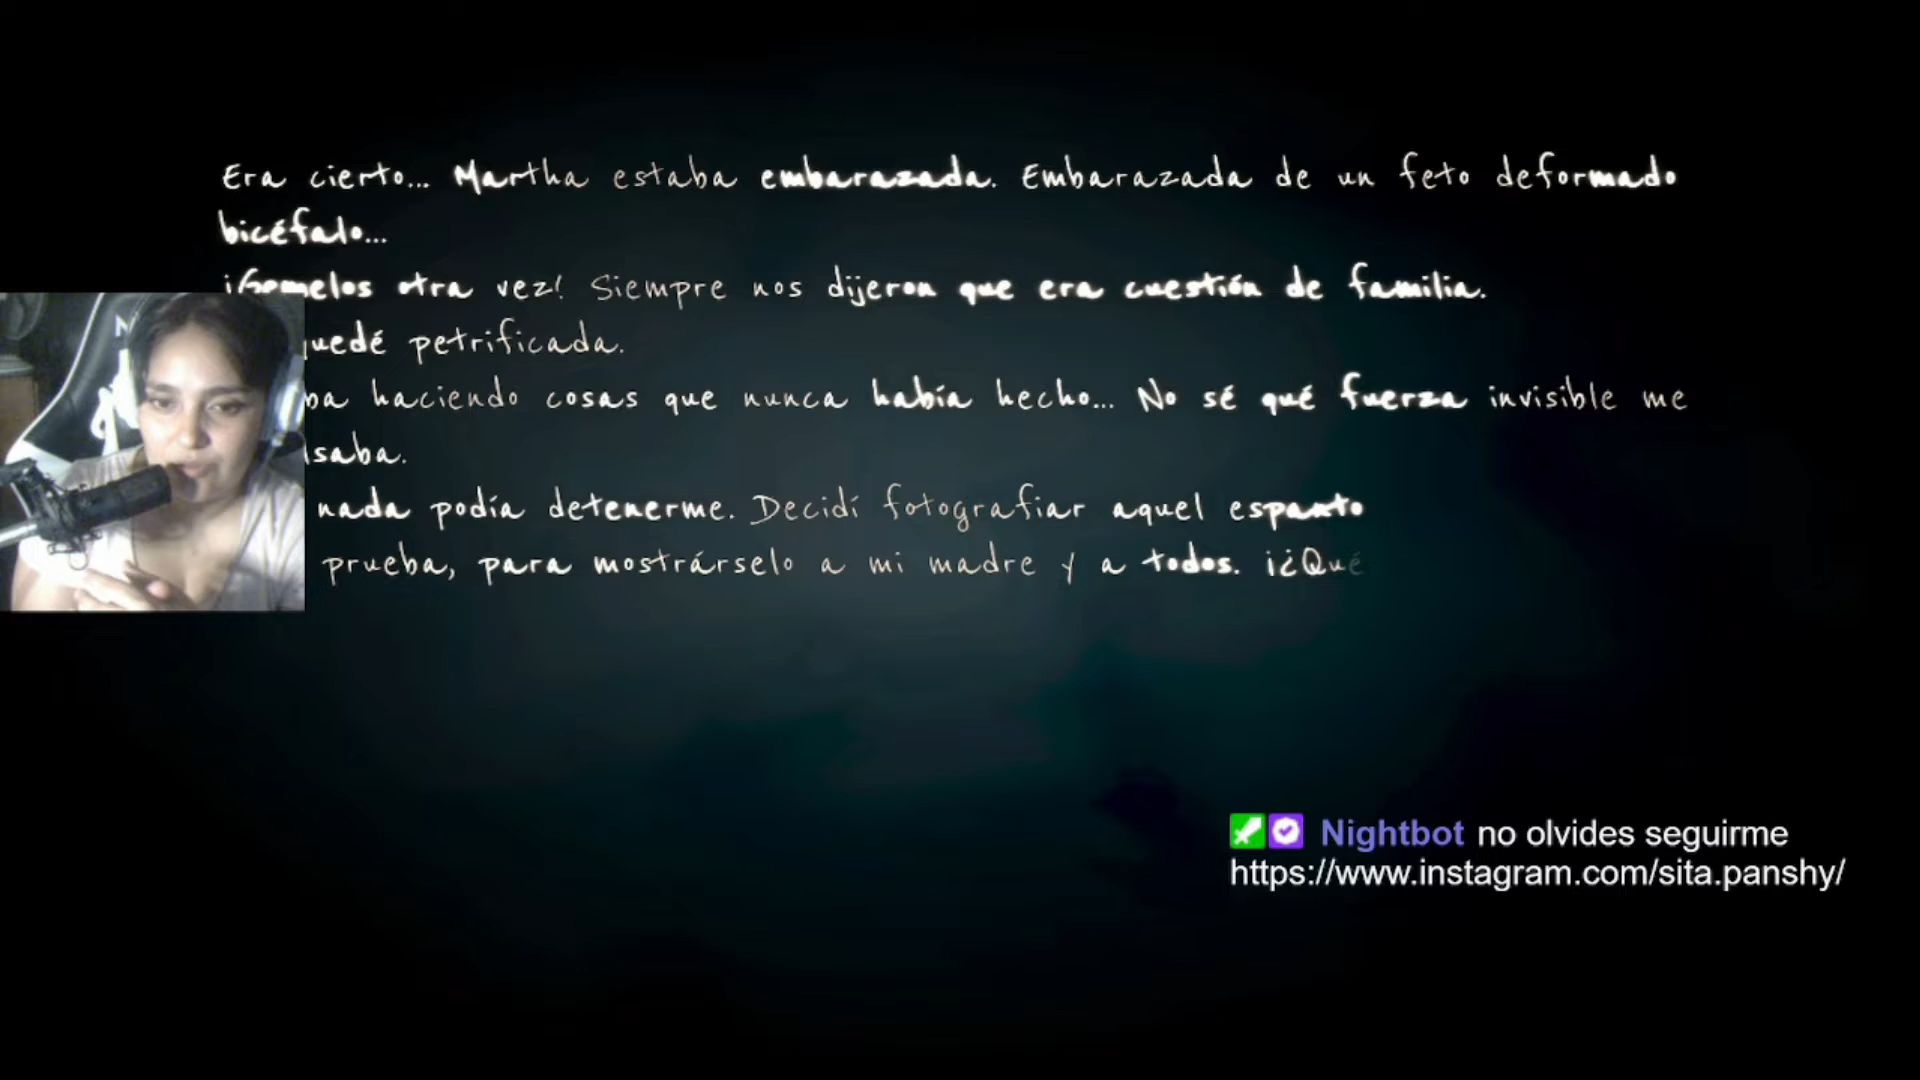 Era cierto... Martha estaba embarazada. Embarazada de un feto deformado
bicéfalo...
¡Gemelos otra vez! Siempre nos dijeron que era cuestión de familia.
petrificada.
haciendo cosas que nunca había hecho... No sé qué fuerza invisible me
nada podía detenerme. Decidí fotografiar aquel espanto
prueba, para mostrárselo a mi madre y a todos. ¡¿Qué
Nightbot no olvides seguirme
https://www.instagram.com/sita.panshy/